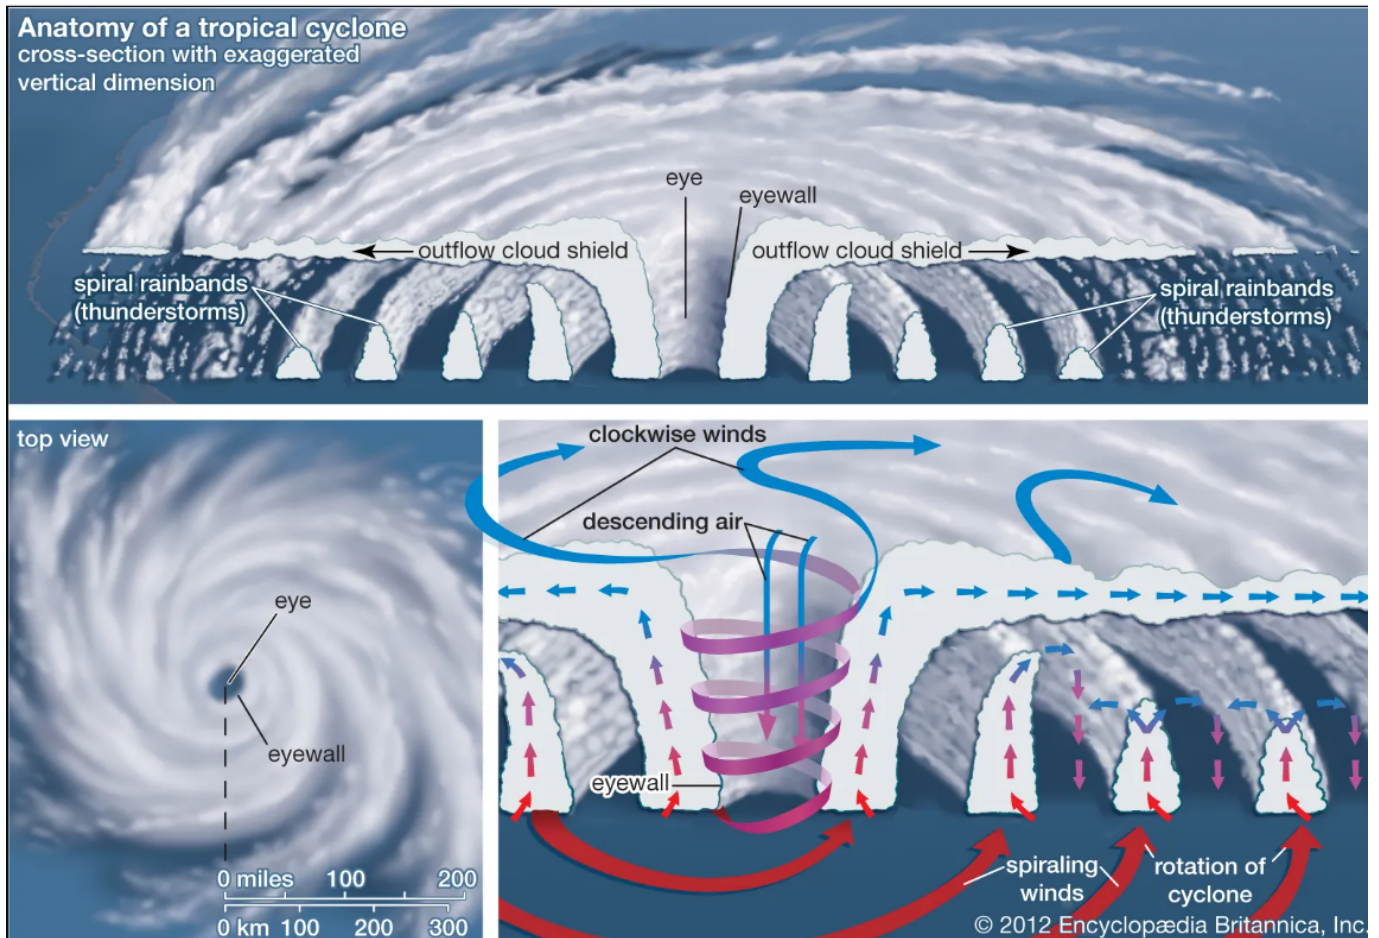 Anatomy of a tropical cyclone
cross-section with exaggerated
vertical dimension
eye
eyewall
outflow cloud shield
outflow cloud shield
spiral rainbands
(thunderstorms)
spiral rainbands
(thunderstorms)
top view
eye
eyewall
0 miles 100 200
0 km 100 200 300
clockwise winds
descending air
eyewall
spiraling
winds
rotation of
cyclone
© 2012 Encyclopædia Britannica, Inc.